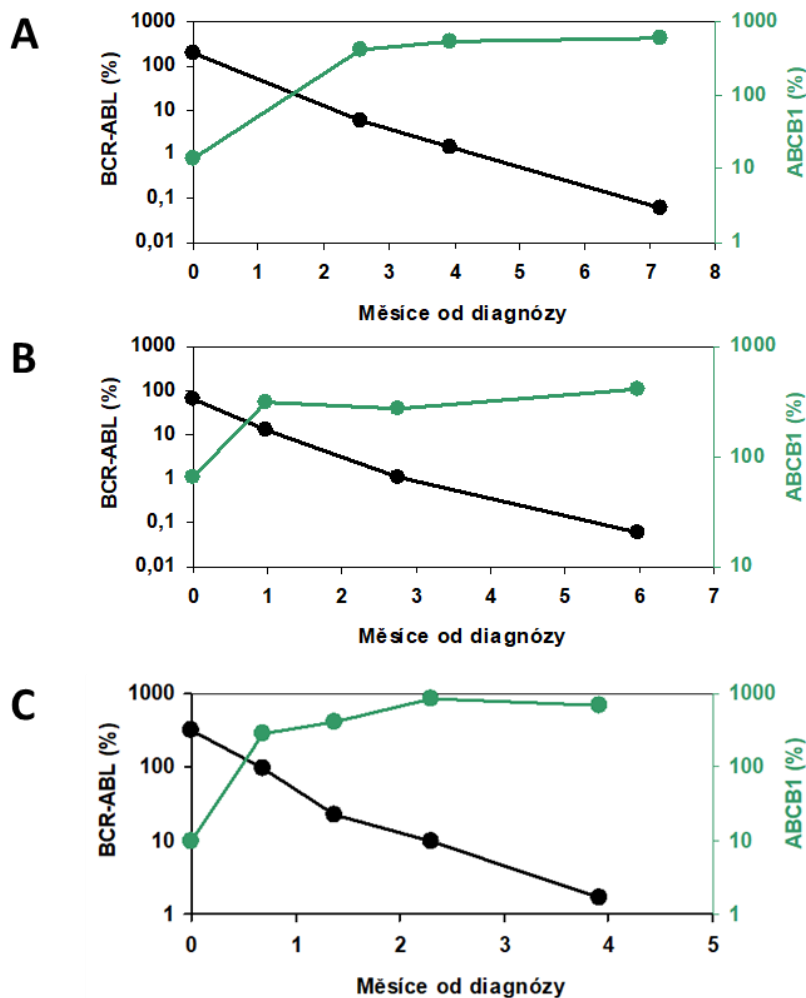 A
BCR-ABL (%)
1000
100
10
1
0,1
0,01
1000
100
10
1
ABCB1 (%)
0 1 2 3 4 5 6 7 8
Měsíce od diagnózy
B
BCR-ABL (%)
1000
100
10
1
0,1
0,01
1000
100
10
ABCB1 (%)
0 1 2 3 4 5 6 7
Měsíce od diagnózy
C
BCR-ABL (%)
1000
100
10
1
1000
100
10
1
ABCB1 (%)
0 1 2 3 4 5
Měsíce od diagnózy